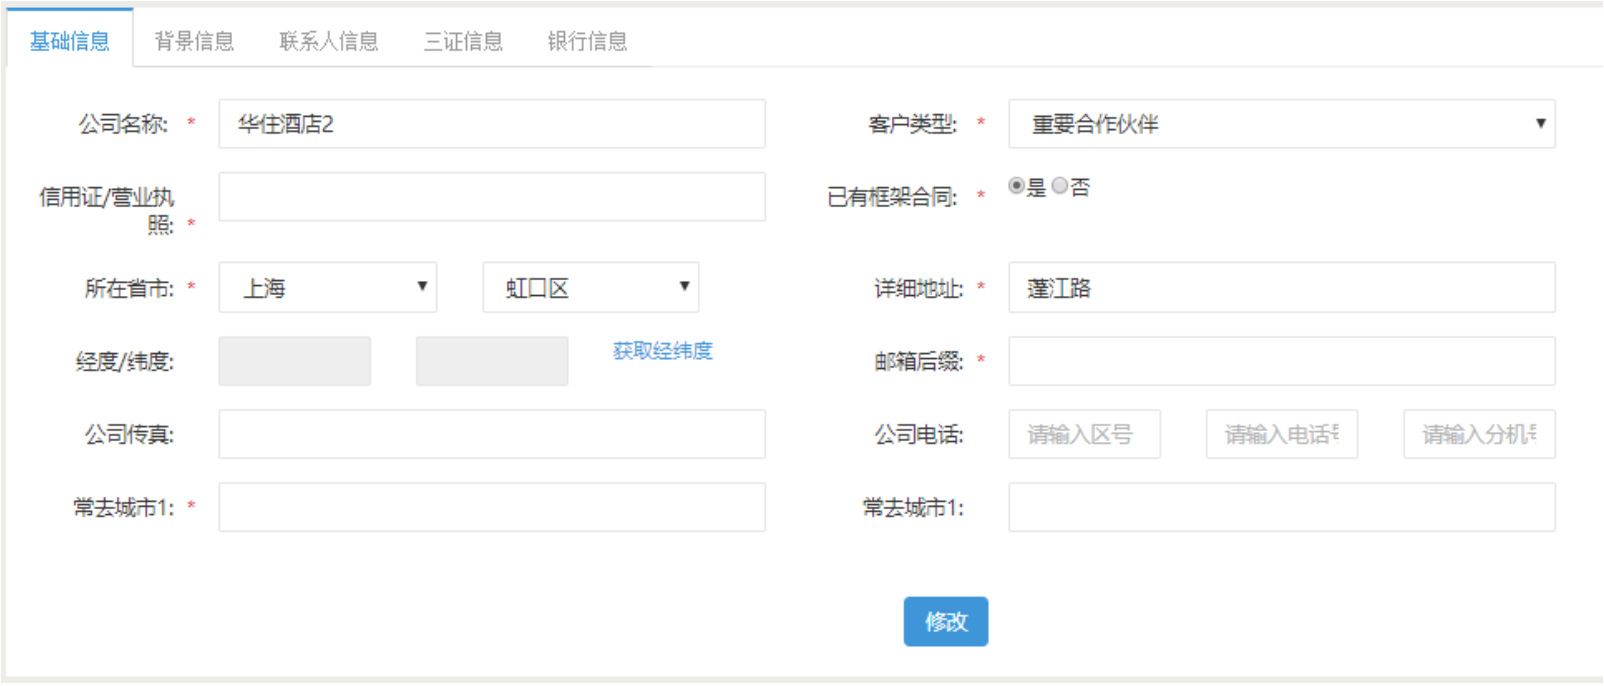 基础信息 背景信息 联系人信息 三证信息 银行信息
公司名称: * 华住酒店2 客户类型: * 重要合作伙伴
信用证/营业执
照: *
已有框架合同: * 是 否
所在省市: * 上海 虹口区 详细地址: * 蓬江路
经度/纬度: 获取经纬度 邮箱后缀: *
公司传真: 公司电话: 请输入区号 请输入电话号 请输入分机号
常去城市1: * 常去城市1:
修改